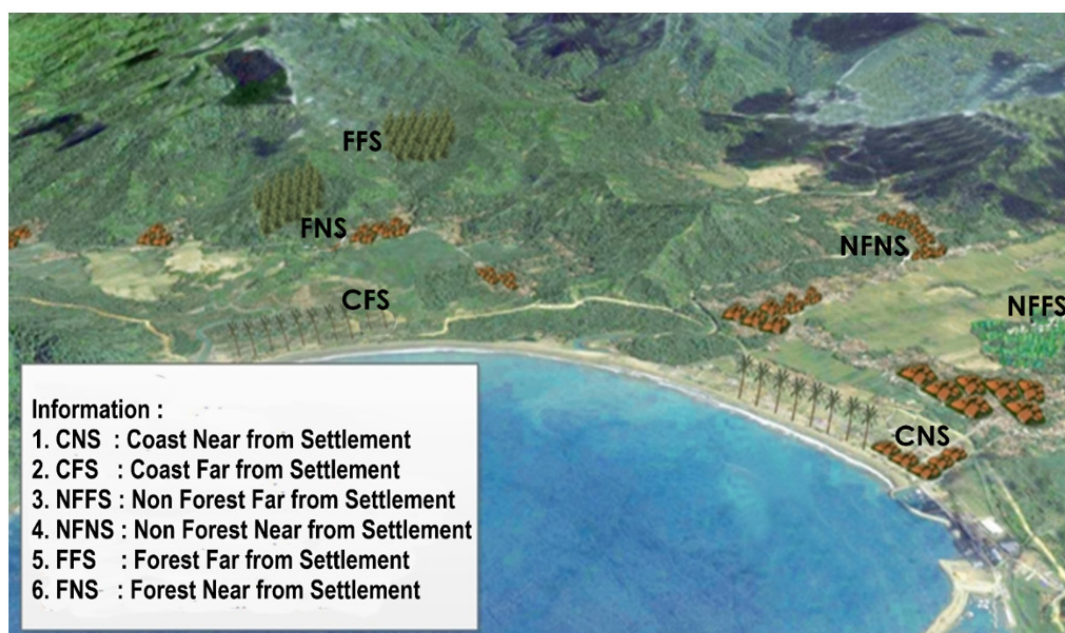 FFS
FNS
NFNS
CFS
NFFS
CNS
Information :
1. CNS : Coast Near from Settlement
2. CFS : Coast Far from Settlement
3. NFFS : Non Forest Far from Settlement
4. NFNS : Non Forest Near from Settlement
5. FFS : Forest Far from Settlement
6. FNS : Forest Near from Settlement